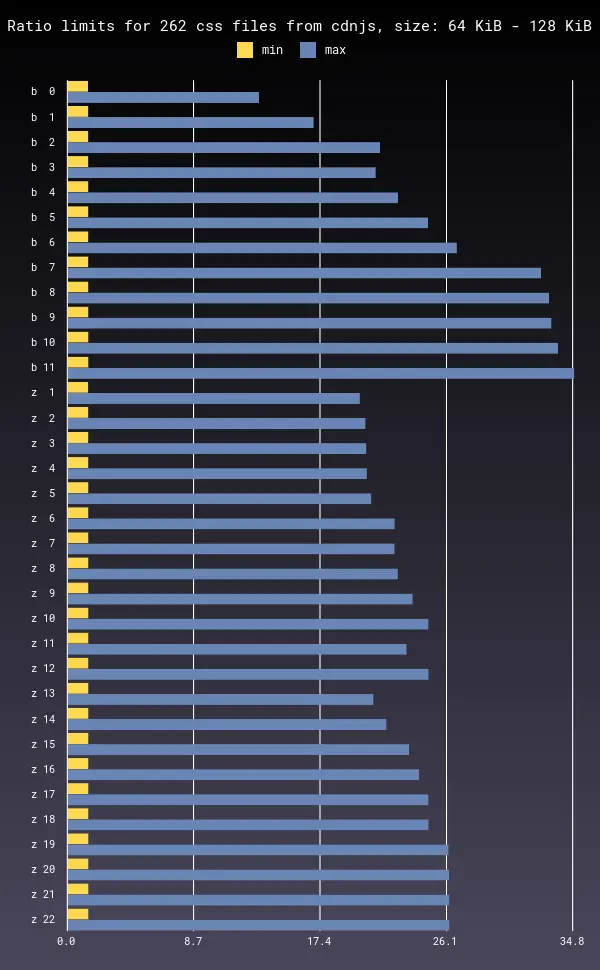 Ratio limits for 262 css files from cdnjs, size: 64 KiB - 128 KiB
min max
b 0
b 1
b 2
b 3
b 4
b 5
b 6
b 7
b 8
b 9
b 10
b 11
z 1
z 2
z 3
z 4
z 5
z 6
z 7
z 8
z 9
z 10
z 11
z 12
z 13
z 14
z 15
z 16
z 17
z 18
z 19
z 20
z 21
z 22
0.0 8.7 17.4 26.1 34.8